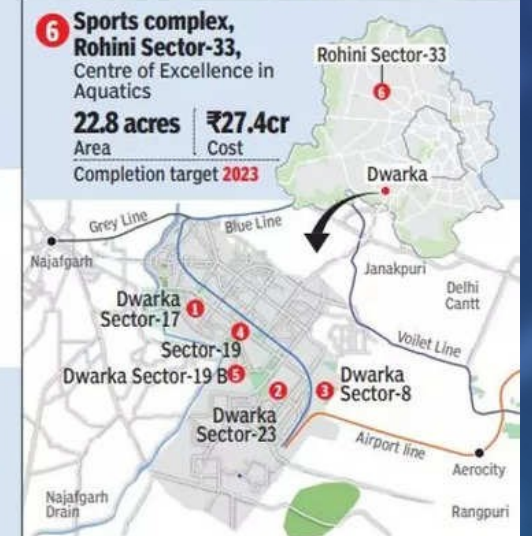 6 Sports complex,
Rohini Sector-33,
Centre of Excellence in
Aquatics
22.8 acres ₹27.4cr
Area Cost
Completion target 2023
Rohini Sector-33
6
Dwarka
Grey Line
Blue Line
Najafgarh
Janakpuri
Delhi
Cantt
Dwarka
Sector-17
1
4
Sector-19
Dwarka Sector-19 B 5
Voilet Line
2
3
Dwarka
Sector-8
Dwarka
Sector-23
Airport line
Aerocity
Najafgarh
Drain
Rangpuri